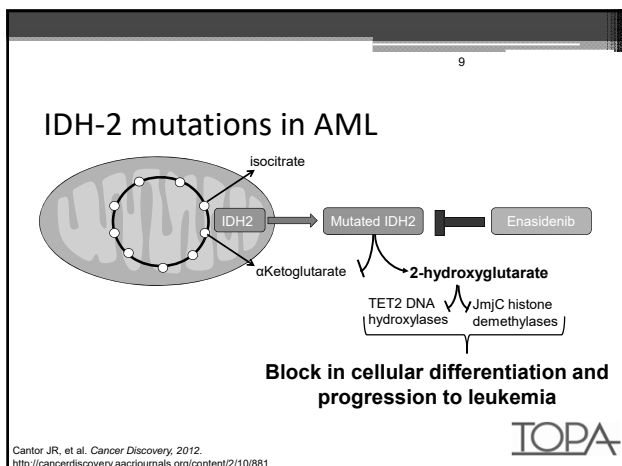 9
IDH-2 mutations in AML
isocitrate
IDH2
Mutated IDH2
Enasidenib
αKetoglutarate
2-hydroxyglutarate
TET2 DNA
hydroxylases
JmjC histone
demethylases
Block in cellular differentiation and
progression to leukemia
TOPA
Cantor JR, et al. Cancer Discovery, 2012.
http://cancerdiscovery.aacrjournals.org/content/2/10/881